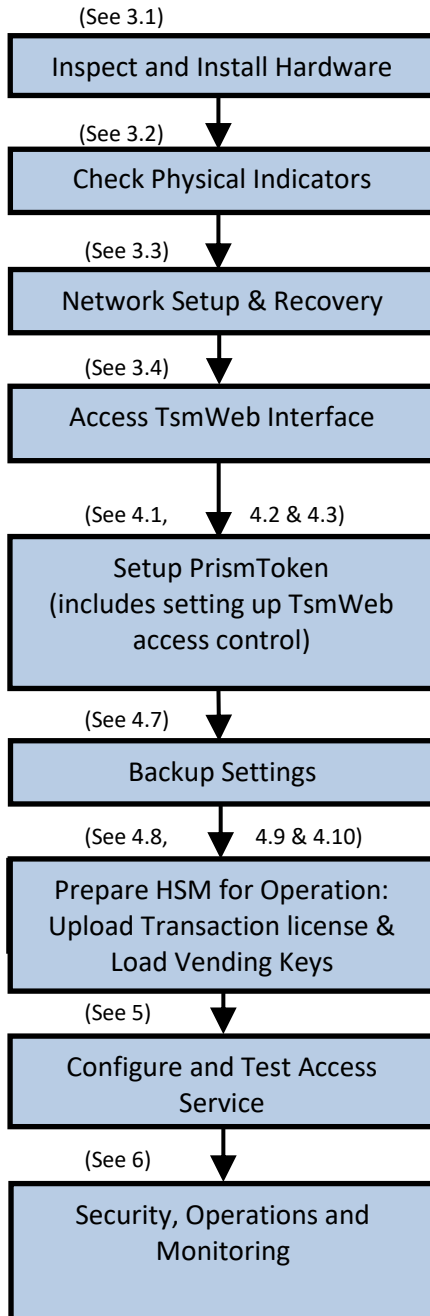 (See 3.1)
Inspect and Install Hardware
(See 3.2)
Check Physical Indicators
(See 3.3)
Network Setup & Recovery
(See 3.4)
Access TsmWeb Interface
(See 4.1, 4.2 & 4.3)
Setup PrismToken
(includes setting up TsmWeb
access control)
(See 4.7)
Backup Settings
(See 4.8, 4.9 & 4.10)
Prepare HSM for Operation:
Upload Transaction license &
Load Vending Keys
(See 5)
Configure and Test Access
Service
(See 6)
Security, Operations and
Monitoring